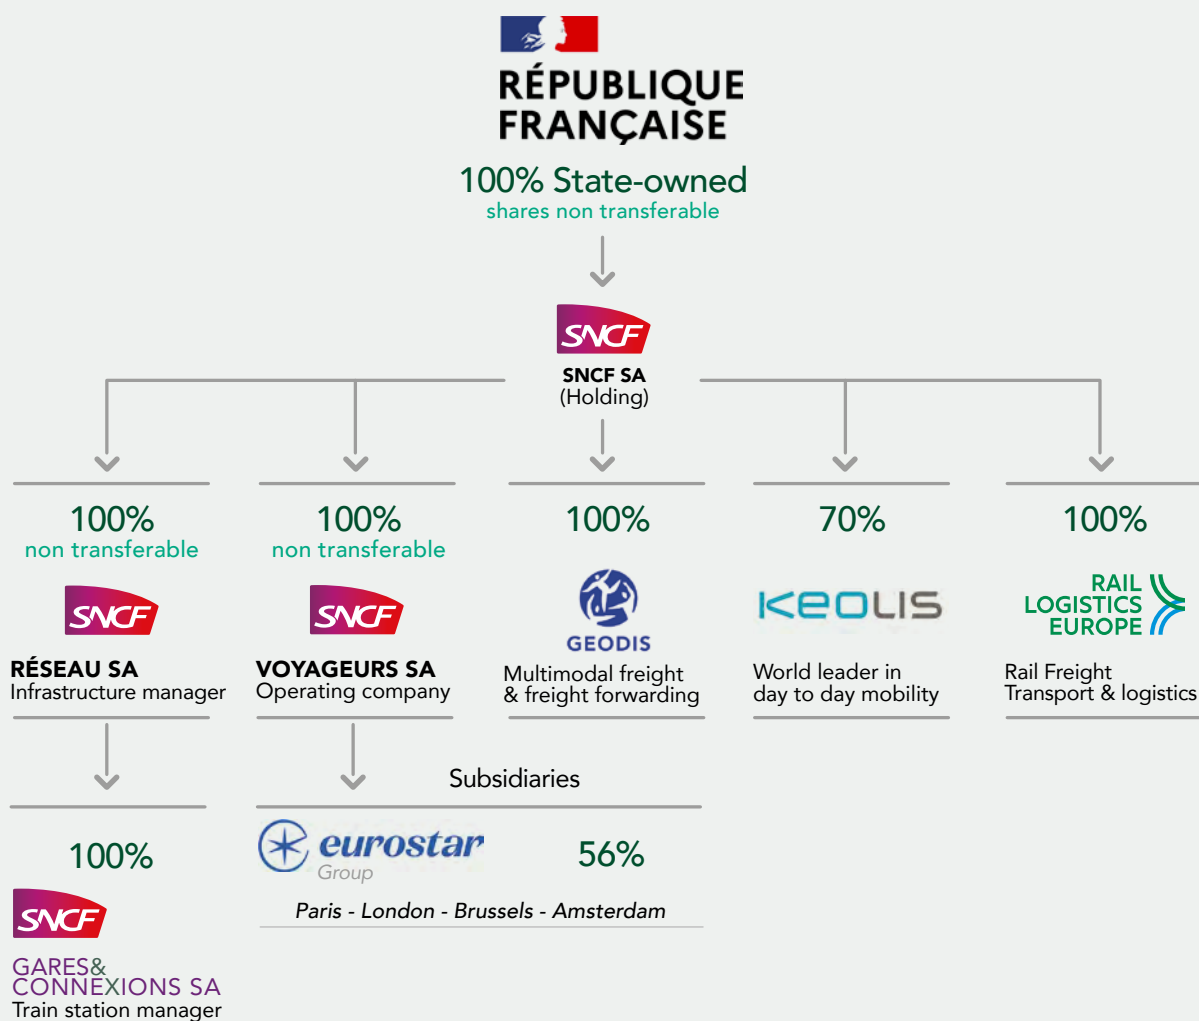 RÉPUBLIQUE
FRANÇAISE
100% State-owned
shares non transferable
SNCF
SNCF SA
(Holding)
100%
non transferable
SNCF
RÉSEAU SA
Infrastructure manager
100%
non transferable
SNCF
VOYAGEURS SA
Operating company
100%
GEODIS
Multimodal freight
& freight forwarding
70%
KEOLIS
World leader in
day to day mobility
100%
RAIL
LOGISTICS
EUROPE
Rail Freight
Transport & logistics
100%
SNCF
GARES&
CONNEXIONS SA
Train station manager
Subsidiaries
eurostar
Group
56%
Paris - London - Brussels - Amsterdam